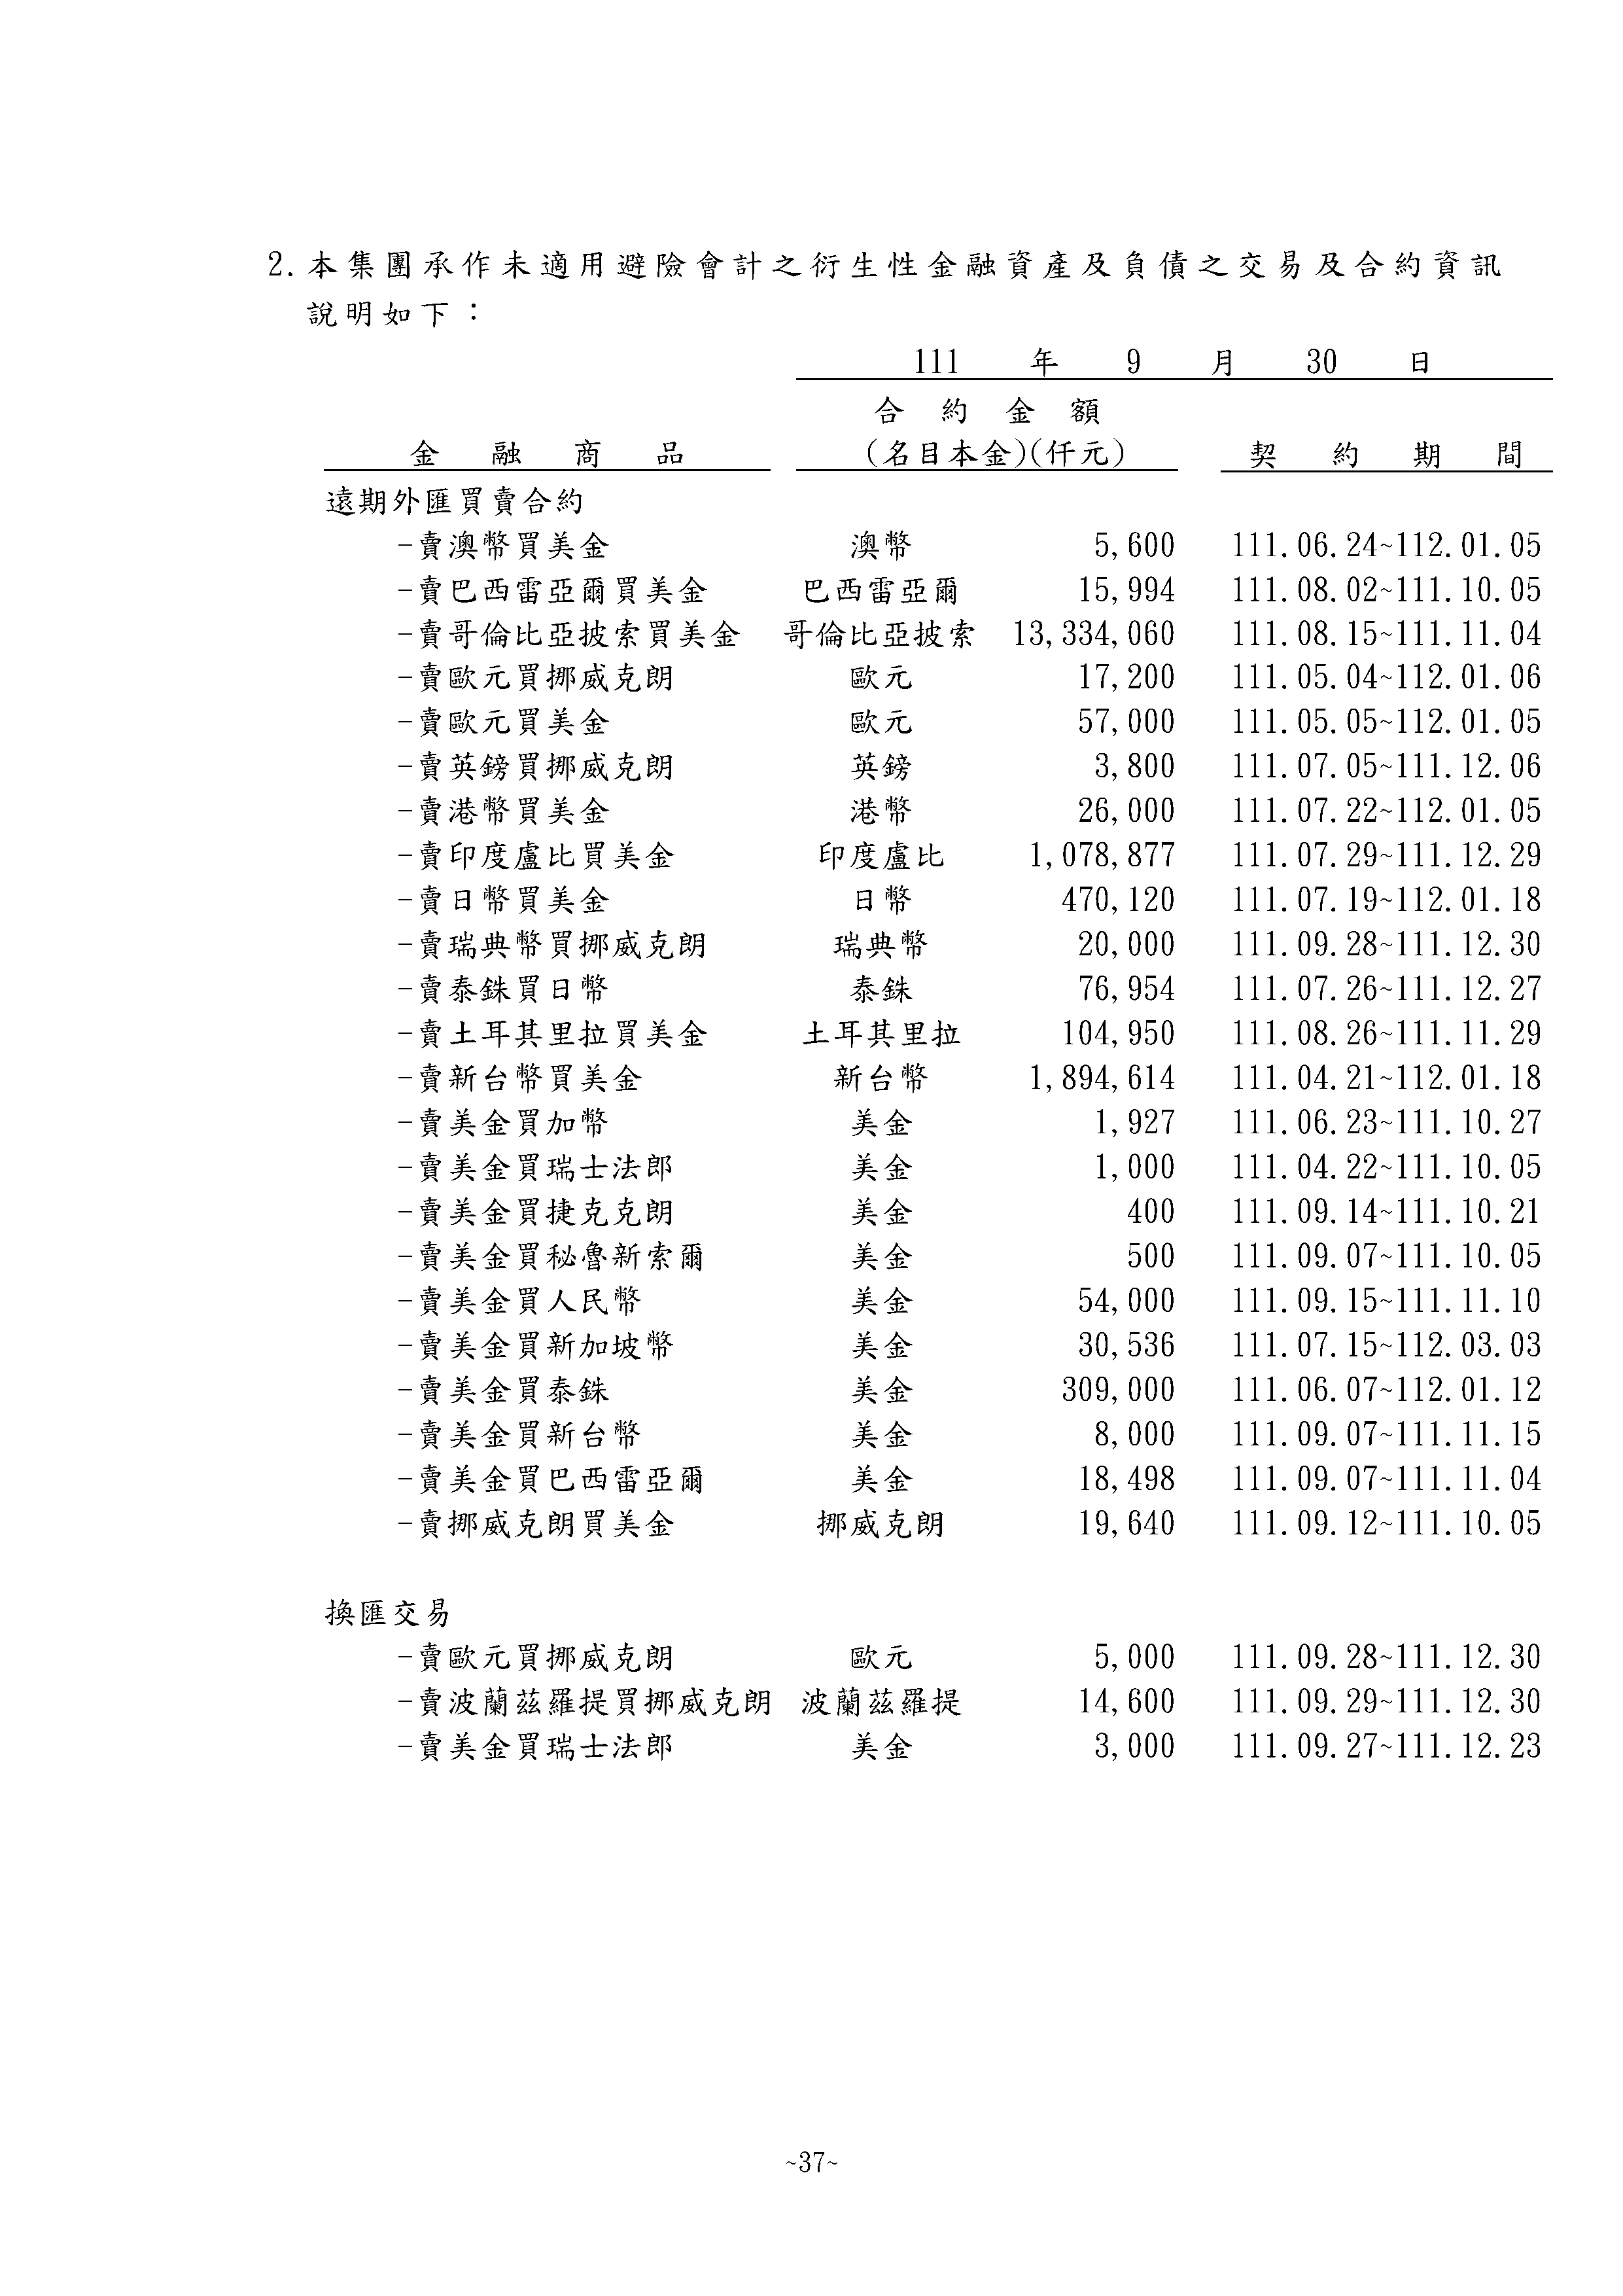 2.本集團承作未適用避險會計之衍生性金融資產及負債之交易及合約資訊
說明如下：
111 年 9 月 30 日
合約金額
金融商品 (名目本金)(仟元) 契約期間
遠期外匯買賣合約
-賣澳幣買美金 澳幣 5,600 111.06.24~112.01.05
-賣巴西雷亞爾買美金 巴西雷亞爾 15,994 111.08.02~111.10.05
-賣哥倫比亞披索買美金 哥倫比亞披索 13,334,060 111.08.15~111.11.04
-賣歐元買挪威克朗 歐元 17,200 111.05.04~112.01.06
-賣歐元買美金 歐元 57,000 111.05.05~112.01.05
-賣英鎊買挪威克朗 英鎊 3,800 111.07.05~111.12.06
-賣港幣買美金 港幣 26,000 111.07.22~112.01.05
-賣印度盧比買美金 印度盧比 1,078,877 111.07.29~111.12.29
-賣日幣買美金 日幣 470,120 111.07.19~112.01.18
-賣瑞典幣買挪威克朗 瑞典幣 20,000 111.09.28~111.12.30
-賣泰銖買日幣 泰銖 76,954 111.07.26~111.12.27
-賣土耳其里拉買美金 土耳其里拉 104,950 111.08.26~111.11.29
-賣新台幣買美金 新台幣 1,894,614 111.04.21~112.01.18
-賣美金買加幣 美金 1,927 111.06.23~111.10.27
-賣美金買瑞士法郎 美金 1,000 111.04.22~111.10.05
-賣美金買捷克克朗 美金 400 111.09.14~111.10.21
-賣美金買秘魯新索爾 美金 500 111.09.07~111.10.05
-賣美金買人民幣 美金 54,000 111.09.15~111.11.10
-賣美金買新加坡幣 美金 30,536 111.07.15~112.03.03
-賣美金買泰銖 美金 309,000 111.06.07~112.01.12
-賣美金買新台幣 美金 8,000 111.09.07~111.11.15
-賣美金買巴西雷亞爾 美金 18,498 111.09.07~111.11.04
-賣挪威克朗買美金 挪威克朗 19,640 111.09.12~111.10.05
換匯交易
-賣歐元買挪威克朗 歐元 5,000 111.09.28~111.12.30
-賣波蘭茲羅提買挪威克朗 波蘭茲羅提 14,600 111.09.29~111.12.30
-賣美金買瑞士法郎 美金 3,000 111.09.27~111.12.23
~37~